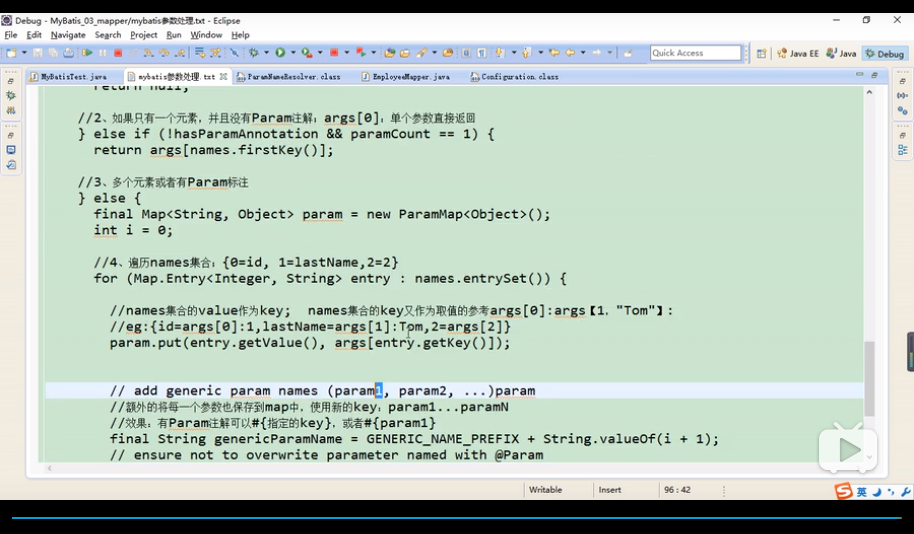 Debug - MyBatis_03_mapper/mybatis参数处理.txt - Eclipse
File Edit Navigate Search Project Run Window Help
Quick Access
Java EE Java Debug
MyBatisTest.java mybatis参数处理.txt ParamNameResolver.class EmployeeMapper.java Configuration.class
return null;
//2、如果只有一个元素，并且没有Param注解；args[0]：单个参数直接返回
} else if (!hasParamAnnotation && paramCount == 1) {
return args[names.firstKey()];
//3、多个元素或者有Param标注
} else {
final Map<String, Object> param = new ParamMap<Object>();
int i = 0;
//4、遍历names集合；{0=id, 1=lastName,2=2}
for (Map.Entry<Integer, String> entry : names.entrySet()) {
//names集合的value作为key; names集合的key又作为取值的参考args[0]:args【1，"Tom"】:
//eg:{id=args[0]:1,lastName=args[1]:Tom,2=args[2]}
param.put(entry.getValue(), args[entry.getKey()]);
// add generic param names (param1, param2, ...)param
//额外的将每一个参数也保存到map中，使用新的key：param1...paramN
//效果：有Param注解可以#{指定的key}，或者#{param1}
final String genericParamName = GENERIC_NAME_PREFIX + String.valueOf(i + 1);
// ensure not to overwrite parameter named with @Param
Writable Insert 96 : 42
英